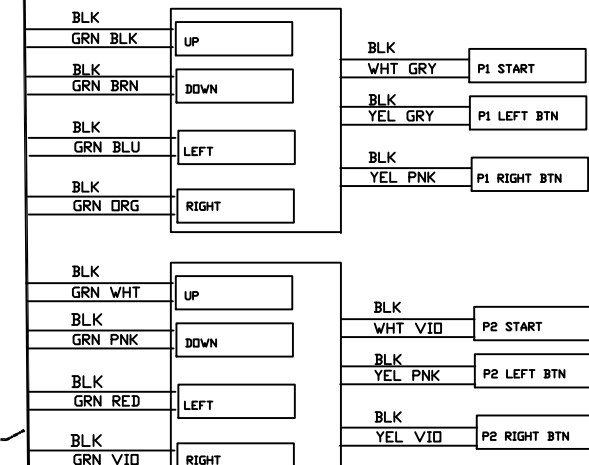 BLK
GRN BLK
UP
BLK
GRN BRN
DOWN
BLK
GRN BLU
LEFT
BLK
GRN ORG
RIGHT
BLK
WHT GRY
P1 START
BLK
YEL GRY
P1 LEFT BTN
BLK
YEL PNK
P1 RIGHT BTN
BLK
GRN WHT
UP
BLK
GRN PNK
DOWN
BLK
GRN RED
LEFT
BLK
GRN VIO
RIGHT
BLK
WHT VIO
P2 START
BLK
YEL PNK
P2 LEFT BTN
BLK
YEL VIO
P2 RIGHT BTN